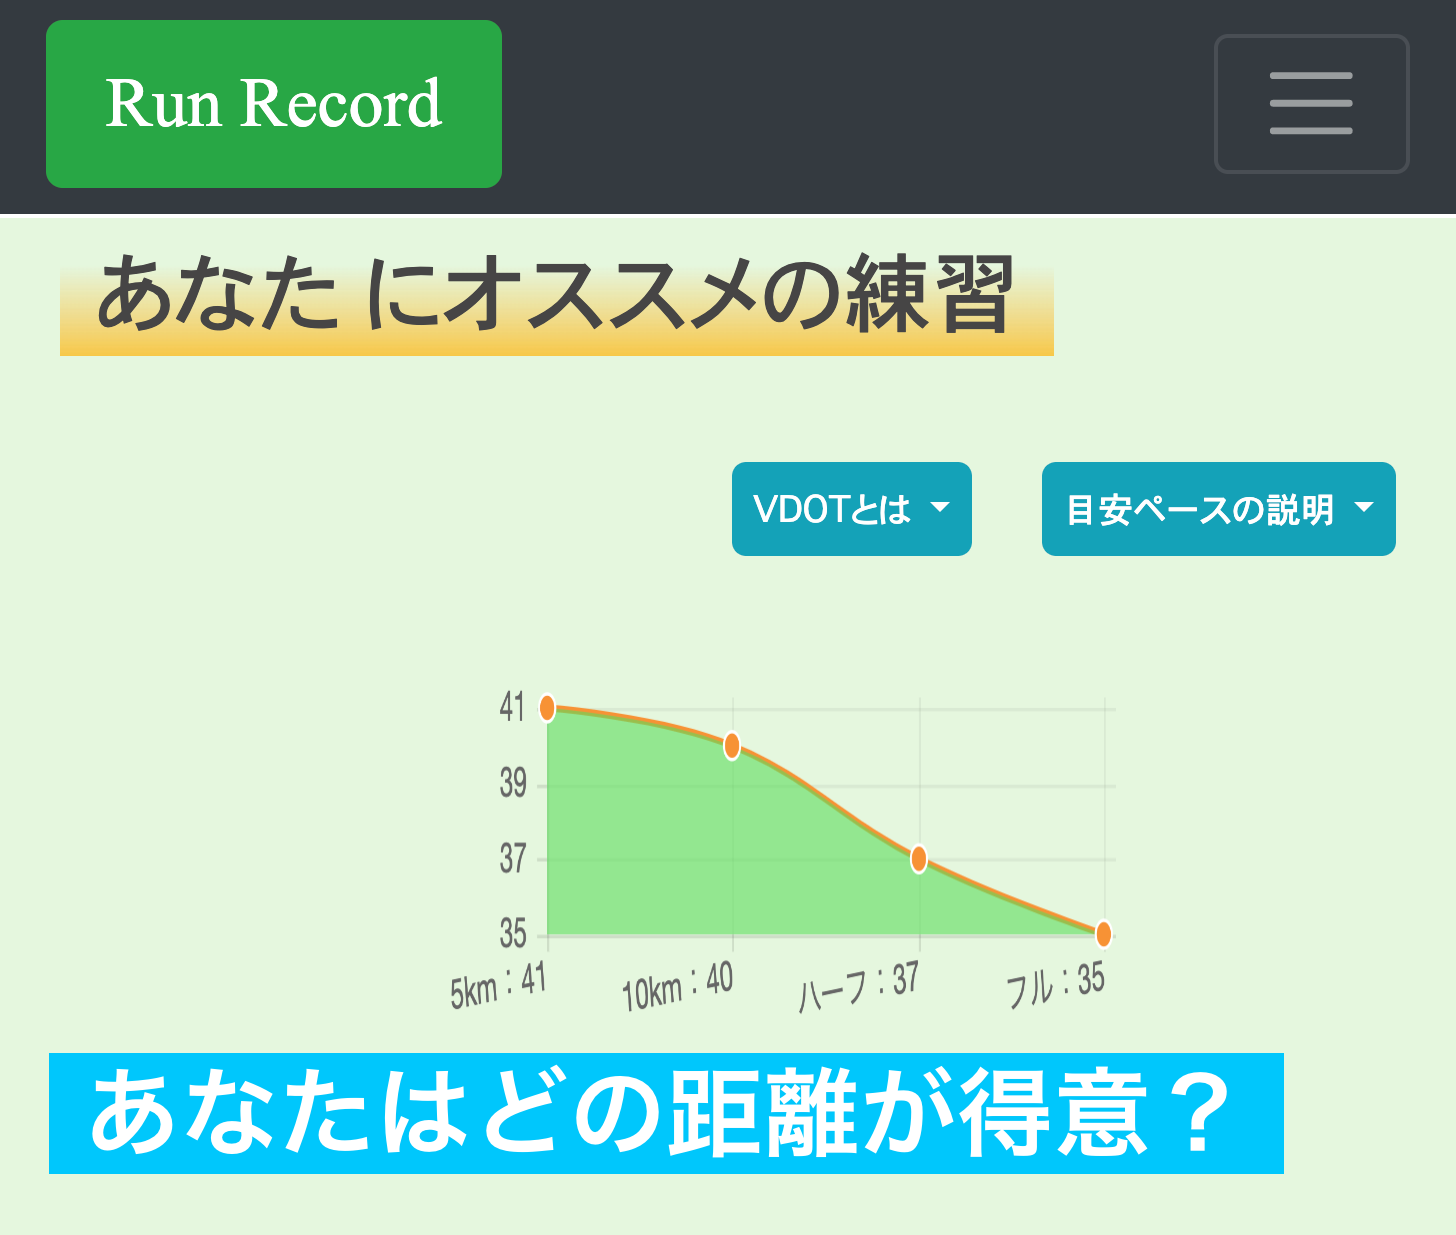 Run Record
あなた にオススメの練習
VDOTとは
目安ペースの説明
41
39
37
35
5km：41
10km：40
ハーフ：37
フル：35
あなたはどの距離が得意？